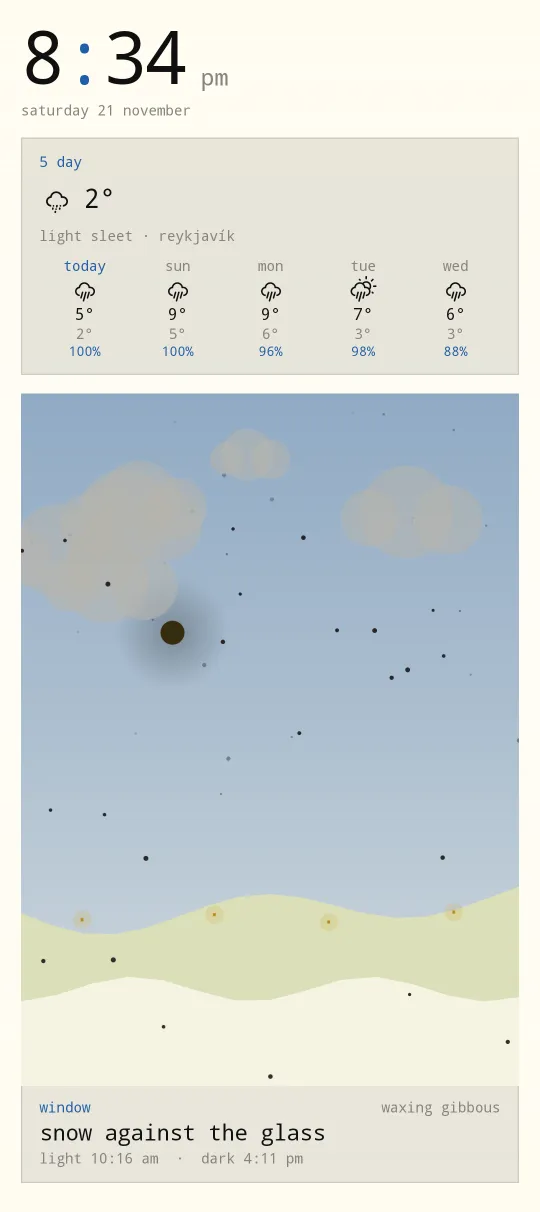 8:34 pm
saturday 21 november
5 day
2°
light sleet · reykjavík
today sun mon tue wed
5° 9° 9° 7° 6°
2° 5° 6° 3° 3°
100% 100% 96% 98% 88%
window waxing gibbous
snow against the glass
light 10:16 am · dark 4:11 pm